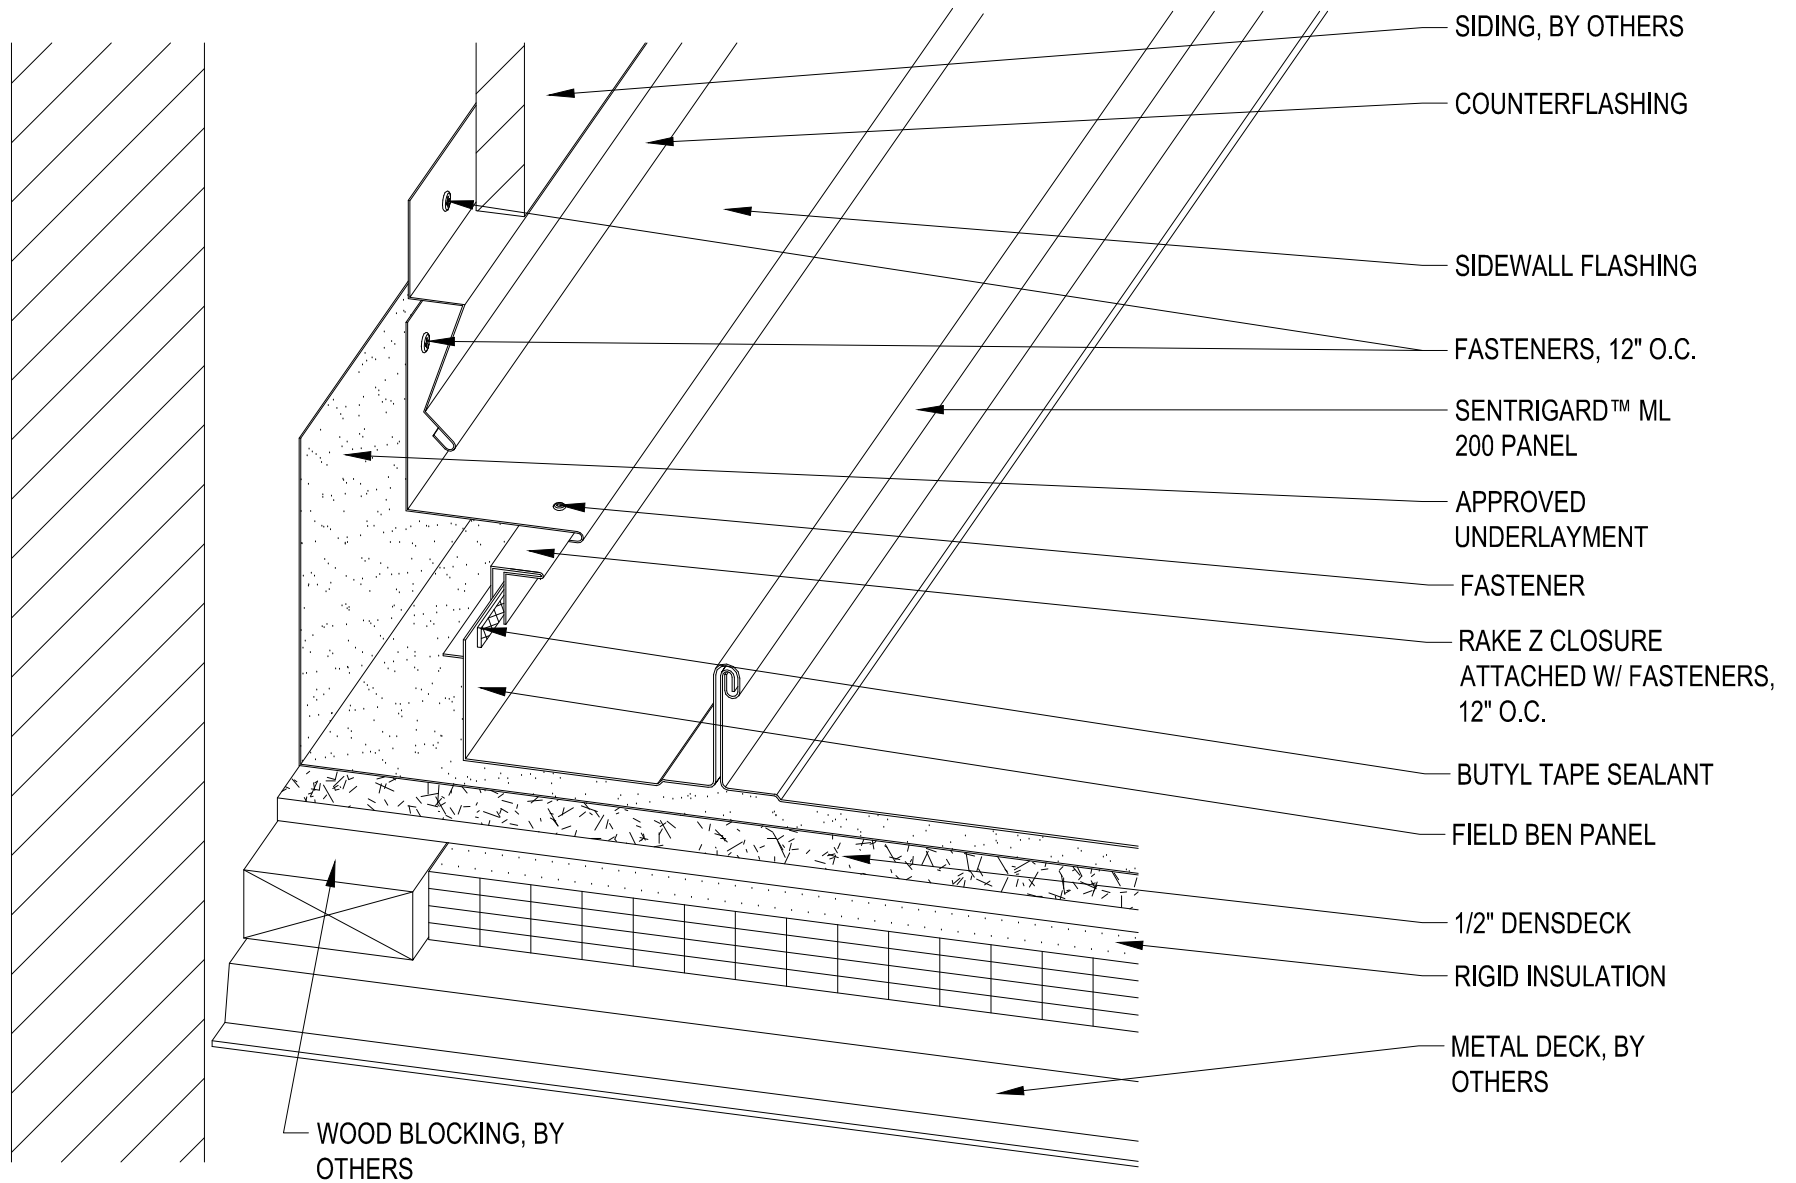 SIDING, BY OTHERS
COUNTERFLASHING
SIDEWALL FLASHING
FASTENERS, 12" O.C.
SENTRIGARD™ ML
200 PANEL
APPROVED
UNDERLAYMENT
FASTENER
RAKE Z CLOSURE
ATTACHED W/ FASTENERS,
12" O.C.
BUTYL TAPE SEALANT
FIELD BEN PANEL
1/2" DENSDECK
RIGID INSULATION
METAL DECK, BY
OTHERS
WOOD BLOCKING, BY
OTHERS